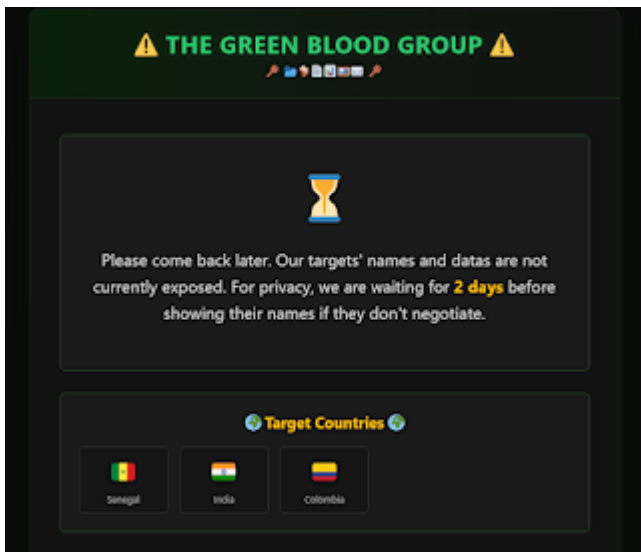 ⚠️ THE GREEN BLOOD GROUP ⚠️
Please come back later. Our targets' names and datas are not
currently exposed. For privacy, we are waiting for 2 days before
showing their names if they don't negotiate.
🌍 Target Countries 🌍
Senegal
India
Colombia